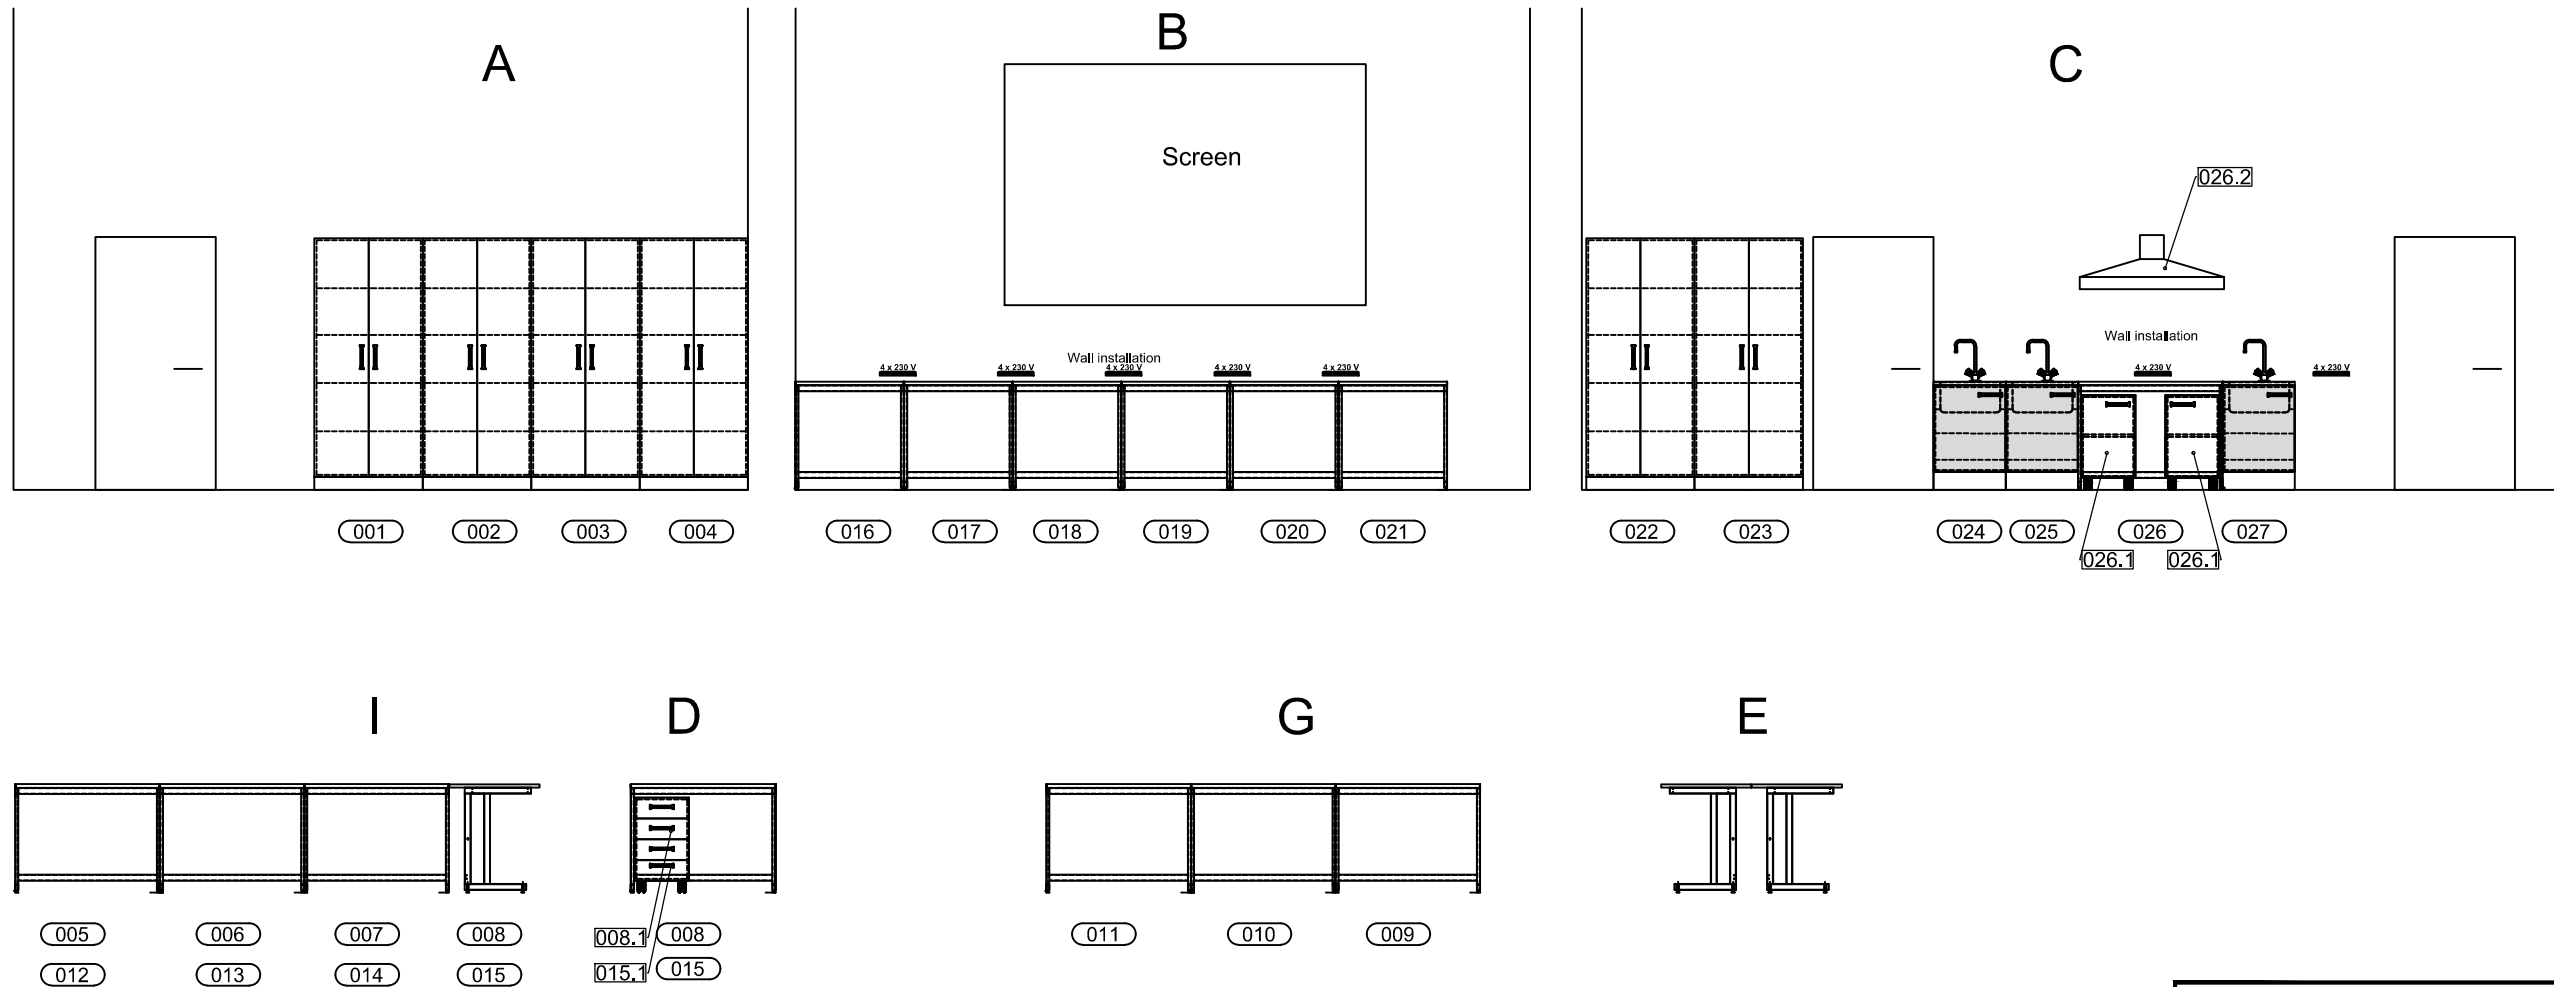 A
B
C
Screen
026.2
Wall installation
Wall installation
4 x 230 V
4 x 230 V
4 x 230 V
4 x 230 V
4 x 230 V
4 x 230 V
4 x 230 V
001
002
003
004
016
017
018
019
020
021
022
023
024
025
026
027
026.1
026.1
I
D
G
E
005
006
007
008
008.1
008
011
010
009
012
013
014
015
015.1
015